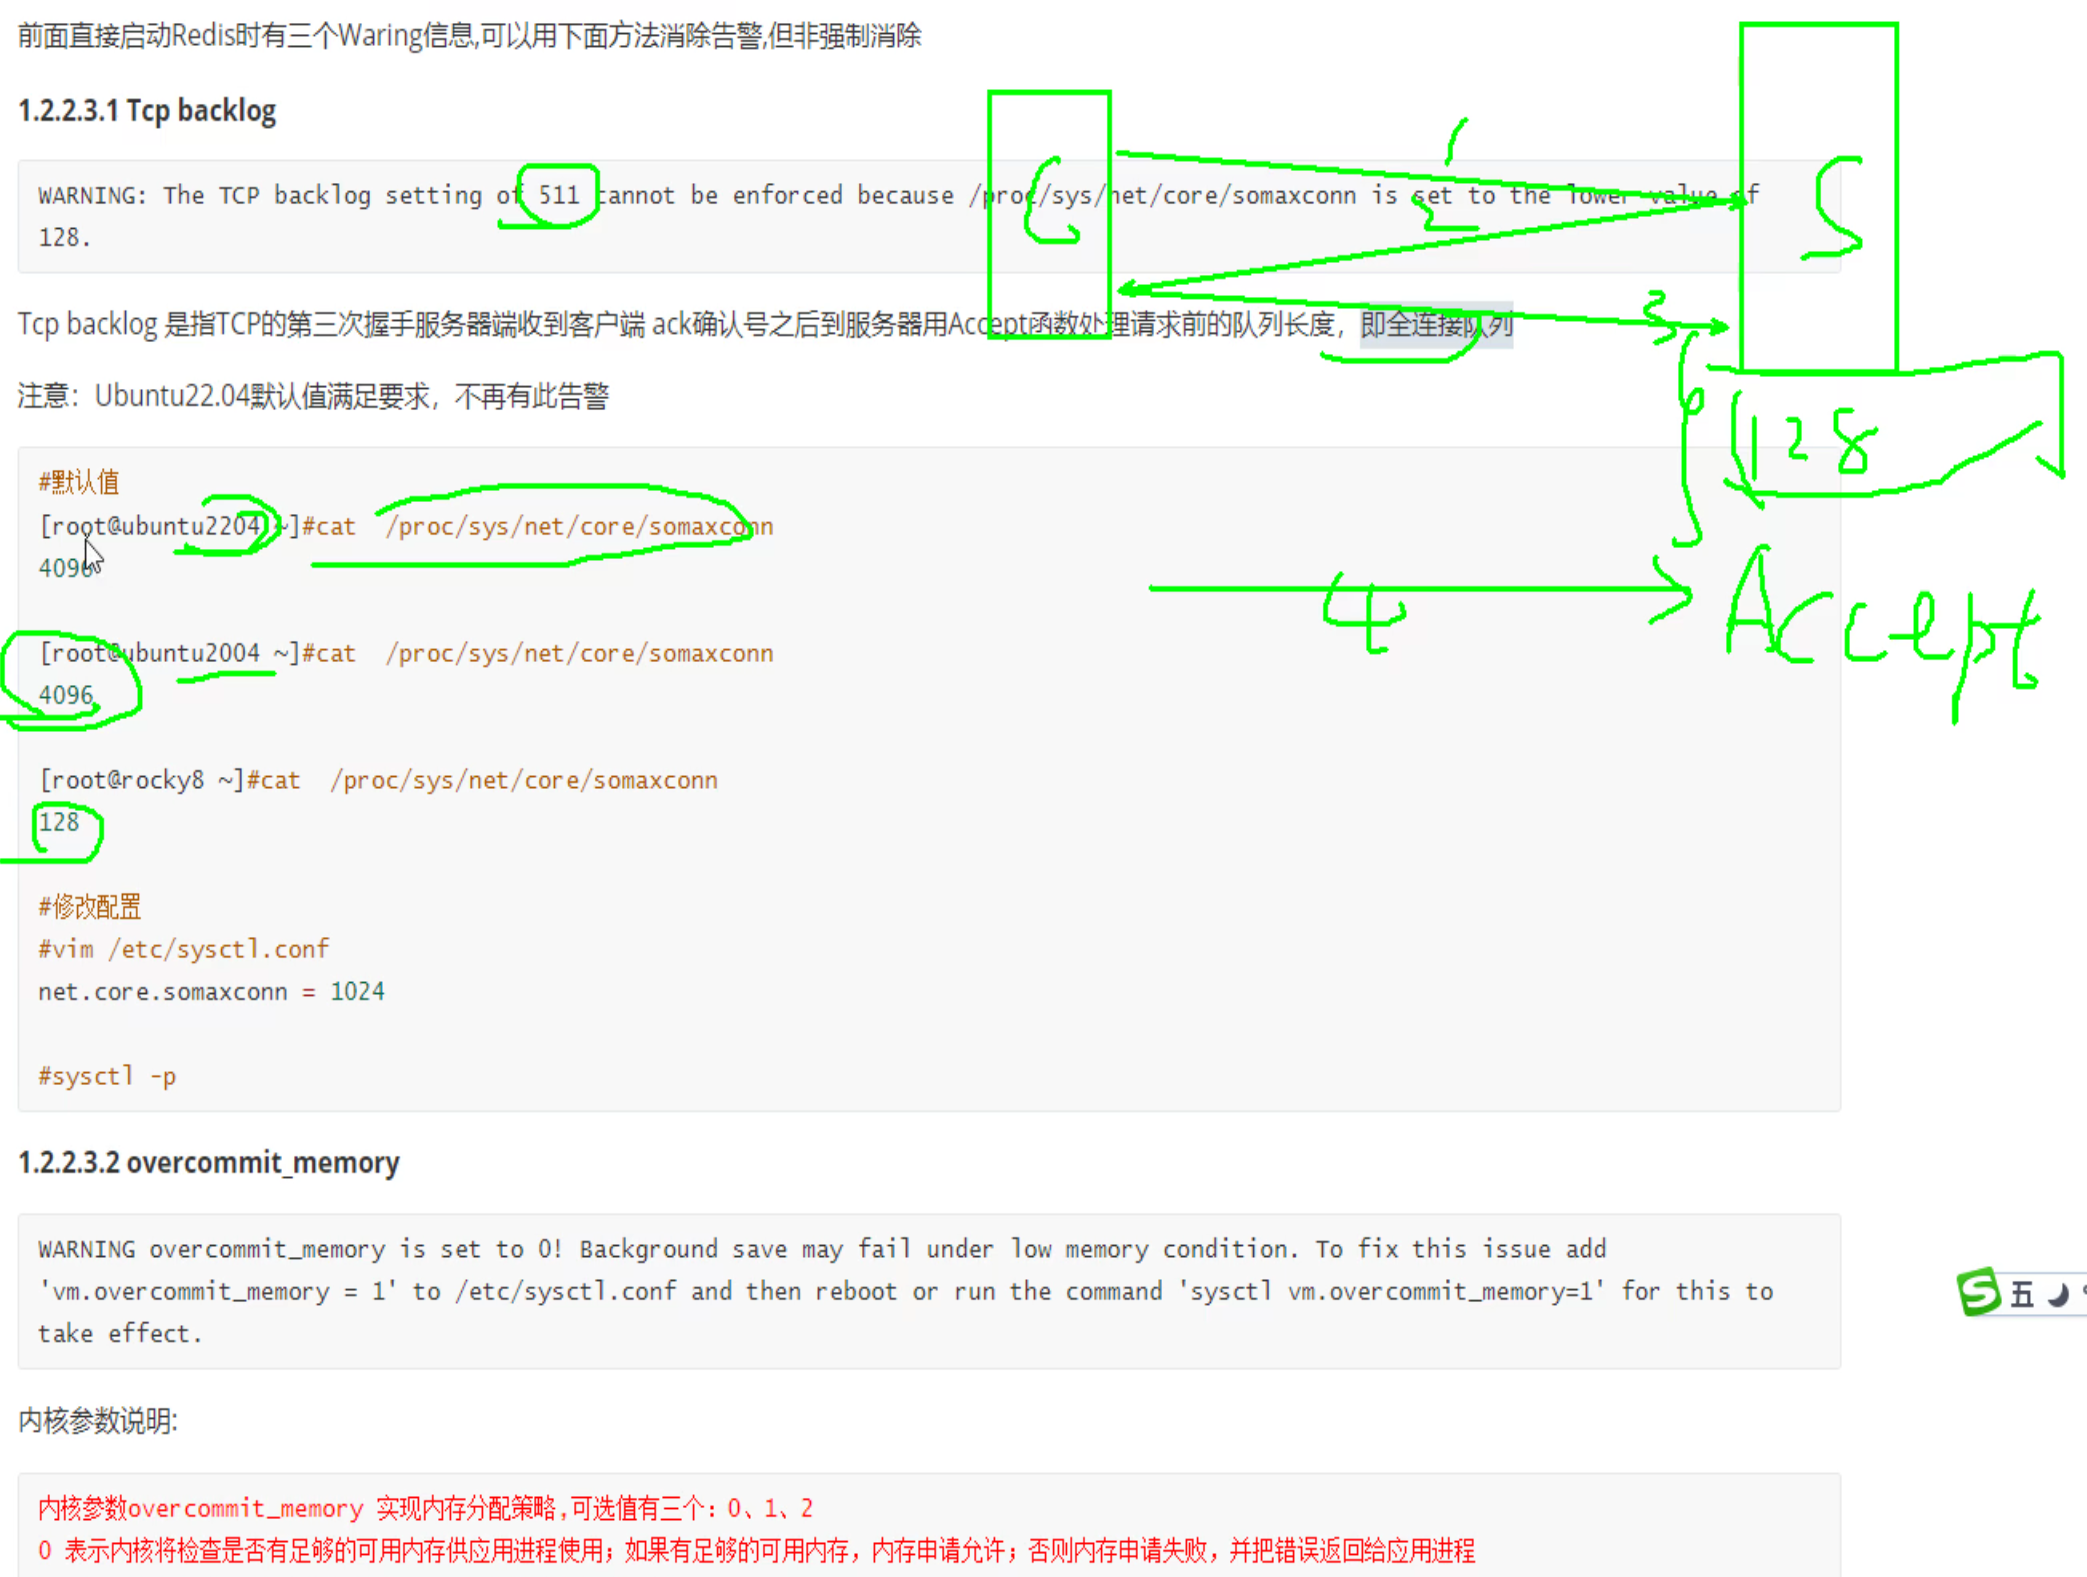 前面直接启动Redis时有三个Waring信息,可以用下面方法消除告警,但非强制消除
1.2.2.3.1 Tcp backlog
WARNING: The TCP backlog setting of 511 cannot be enforced because /proc/sys/net/core/somaxconn is set to the lower value of
128.
Tcp backlog 是指TCP的第三次握手服务器端收到客户端 ack确认号之后到服务器用Accept函数处理请求前的队列长度，即全连接队列
注意：Ubuntu22.04默认值满足要求，不再有此告警
#默认值
[root@ubuntu2204 ~]#cat  /proc/sys/net/core/somaxconn
4096
[root@ubuntu2004 ~]#cat  /proc/sys/net/core/somaxconn
4096
[root@rocky8 ~]#cat  /proc/sys/net/core/somaxconn
128
#修改配置
#vim /etc/sysctl.conf
net.core.somaxconn = 1024
#sysctl -p
1.2.2.3.2 overcommit_memory
WARNING overcommit_memory is set to 0! Background save may fail under low memory condition. To fix this issue add
'vm.overcommit_memory = 1' to /etc/sysctl.conf and then reboot or run the command 'sysctl vm.overcommit_memory=1' for this to
take effect.
内核参数说明:
内核参数overcommit_memory 实现内存分配策略,可选值有三个：0、1、2
0 表示内核将检查是否有足够的可用内存供应用进程使用；如果有足够的可用内存，内存申请允许；否则内存申请失败，并把错误返回给应用进程
C
S
1
2
3
128
4
Accept
五